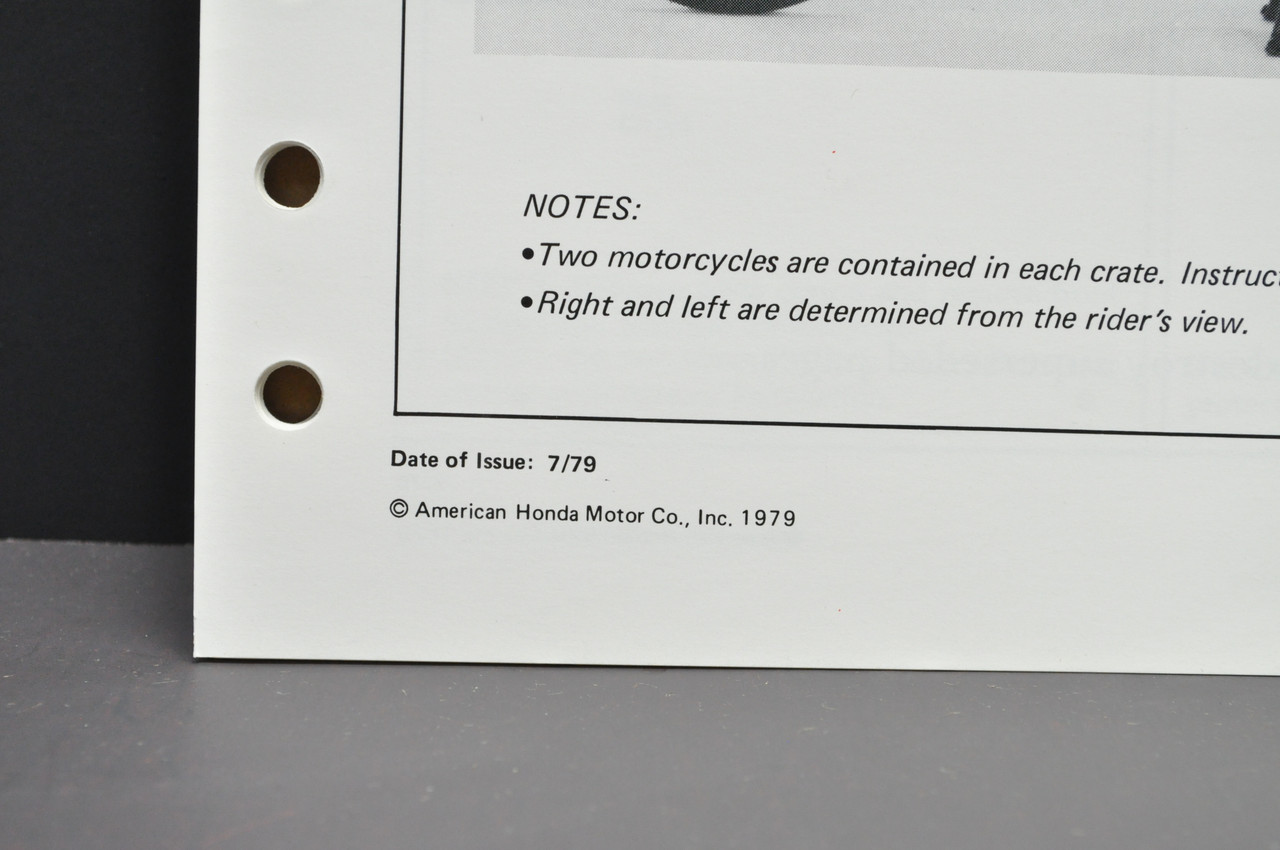 NOTES:
•Two motorcycles are contained in each crate. Instruc
•Right and left are determined from the rider's view.
Date of Issue: 7/79
© American Honda Motor Co., Inc. 1979